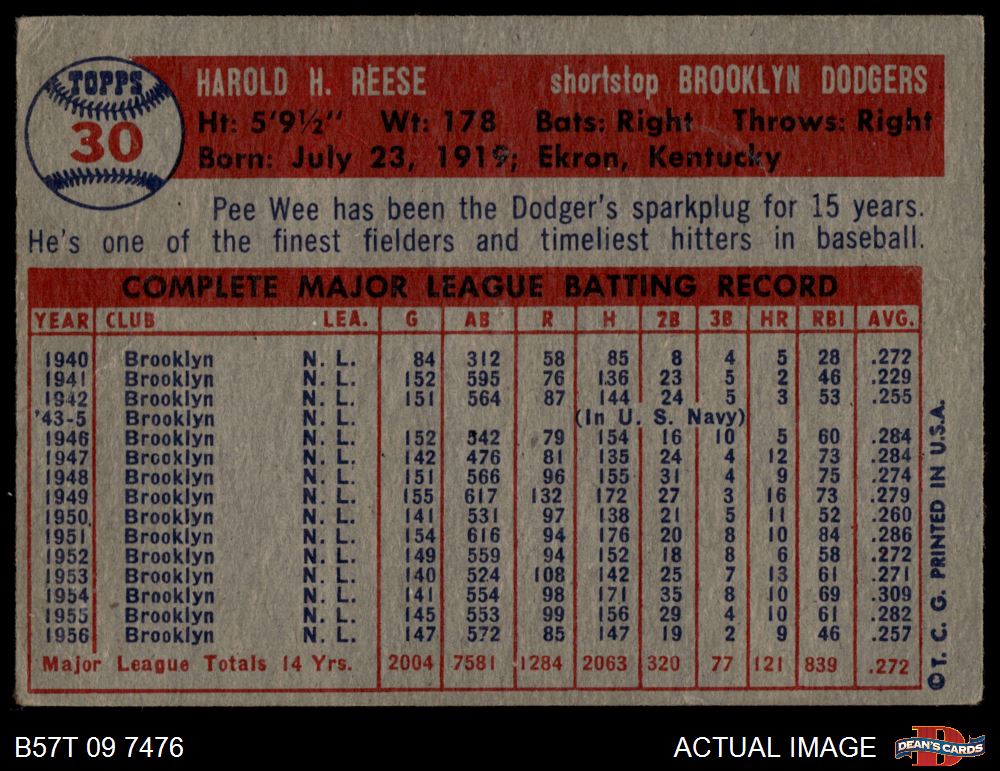 TOPPS
30
HAROLD H. REESE shortstop BROOKLYN DODGERS
Ht: 5'9½" Wt: 178 Bats: Right Throws: Right
Born: July 23, 1919; Ekron, Kentucky
Pee Wee has been the Dodger's sparkplug for 15 years.
He's one of the finest fielders and timeliest hitters in baseball.
COMPLETE MAJOR LEAGUE BATTING RECORD
YEAR CLUB LEA. G AB R H 2B 3B HR RBI AVG.
1940 Brooklyn N. L. 84 312 58 85 8 4 5 28 .272
1941 Brooklyn N. L. 152 595 76 136 23 5 2 46 .229
1942 Brooklyn N. L. 151 564 87 144 24 5 3 53 .255
'43-5 Brooklyn N. L. (In U. S. Navy)
1946 Brooklyn N. L. 152 542 79 154 16 10 5 60 .284
1947 Brooklyn N. L. 142 476 81 135 24 4 12 73 .284
1948 Brooklyn N. L. 151 566 96 155 31 4 9 75 .274
1949 Brooklyn N. L. 155 617 132 172 27 3 16 73 .279
1950 Brooklyn N. L. 141 531 97 138 21 5 11 52 .260
1951 Brooklyn N. L. 154 616 94 176 20 8 10 84 .286
1952 Brooklyn N. L. 149 559 94 152 18 8 6 58 .272
1953 Brooklyn N. L. 140 524 108 142 25 7 13 61 .271
1954 Brooklyn N. L. 141 554 98 171 35 8 10 69 .309
1955 Brooklyn N. L. 145 553 99 156 29 4 10 61 .282
1956 Brooklyn N. L. 147 572 85 147 19 2 9 46 .257
Major League Totals 14 Yrs. 2004 7581 1284 2063 320 77 121 839 .272
©T. C. G. PRINTED IN U.S.A.
B57T 09 7476 ACTUAL IMAGE DEAN'S CARDS